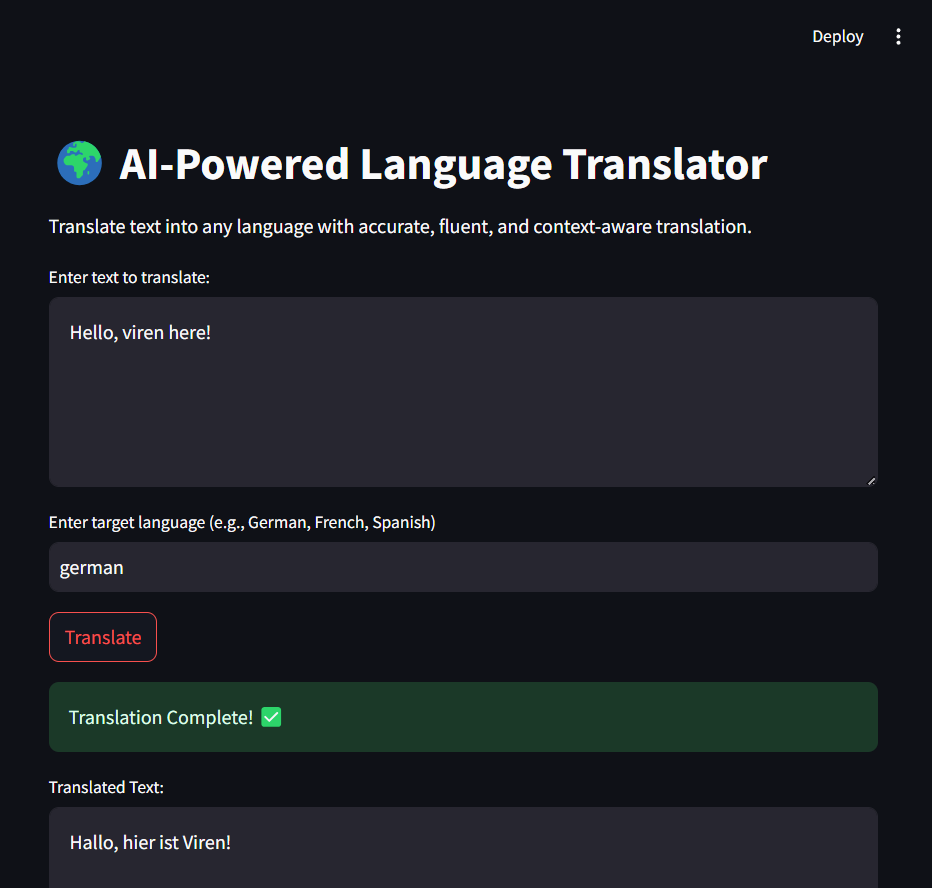 Deploy
AI-Powered Language Translator
Translate text into any language with accurate, fluent, and context-aware translation.
Enter text to translate:
Hello, viren here!
Enter target language (e.g., German, French, Spanish)
german
Translate
Translation Complete! ✅
Translated Text:
Hallo, hier ist Viren!